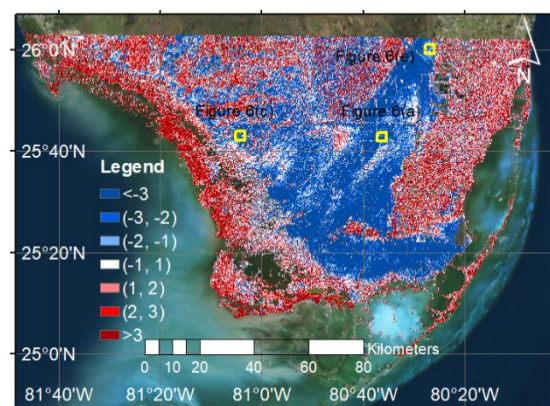 26°0'N
Figure 6(e)
N
Figure 6(c)
Figure 6(a)
25°40'N
Legend
<-3
(-3, -2)
(-2, -1)
25°20'N
(-1, 1)
(1, 2)
(2, 3)
>3
Kilometers
25°0'N
0 10 20 40 60 80
81°40'W 81°20'W 81°0'W 80°40'W 80°20'W